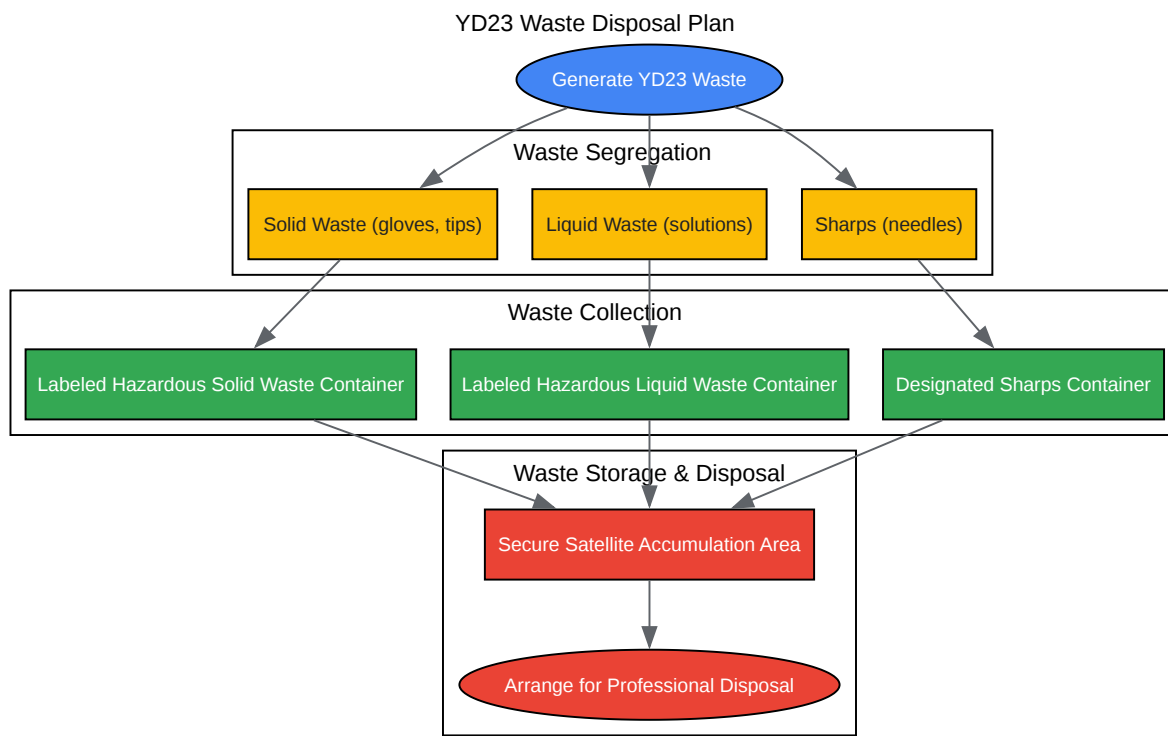 YD23 Waste Disposal Plan
Generate YD23 Waste
Waste Segregation
Solid Waste (gloves, tips)
Liquid Waste (solutions)
Sharps (needles)
Waste Collection
Labeled Hazardous Solid Waste Container
Labeled Hazardous Liquid Waste Container
Designated Sharps Container
Waste Storage & Disposal
Secure Satellite Accumulation Area
Arrange for Professional Disposal